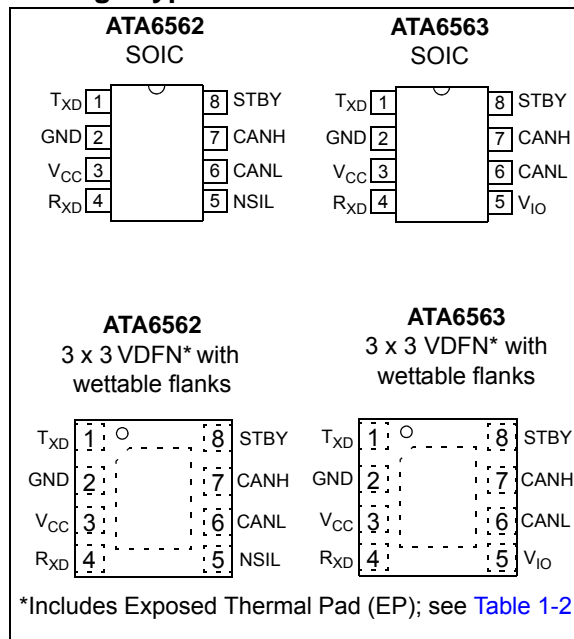 ATA6562
SOIC
TXD 1 8 STBY
GND 2 7 CANH
VCC 3 6 CANL
RXD 4 5 NSIL
ATA6563
SOIC
TXD 1 8 STBY
GND 2 7 CANH
VCC 3 6 CANL
RXD 4 5 VIO
ATA6562
3 x 3 VDFN* with
wettable flanks
TXD 1 8 STBY
GND 2 7 CANH
VCC 3 6 CANL
RXD 4 5 NSIL
ATA6563
3 x 3 VDFN* with
wettable flanks
TXD 1 8 STBY
GND 2 7 CANH
VCC 3 6 CANL
RXD 4 5 VIO
*Includes Exposed Thermal Pad (EP); see Table 1-2